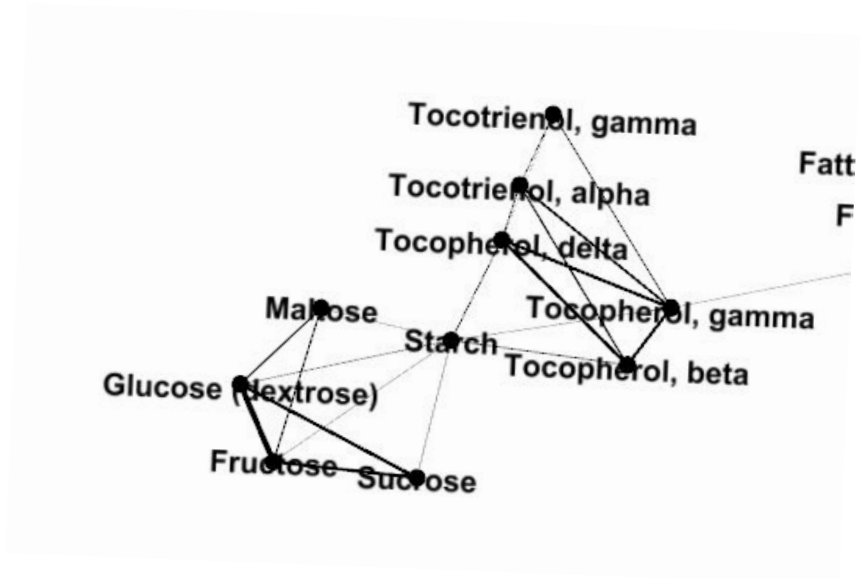 Tocotrienol, gamma
Fatt
Tocotrienol, alpha
F
Tocopherol, delta
Maltose
Tocopherol, gamma
Starch
Tocopherol, beta
Glucose (dextrose)
Fructose
Sucrose